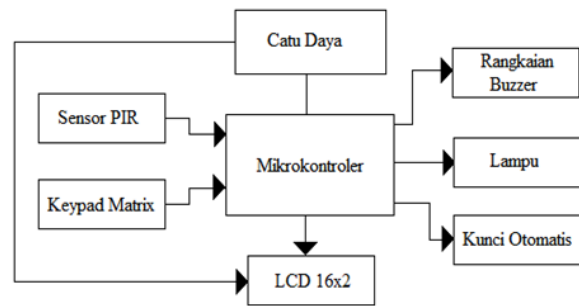 Catu Daya
Rangkaian
Buzzer
Sensor PIR
Mikrokontroler
Lampu
Keypad Matrix
Kunci Otomatis
LCD 16x2